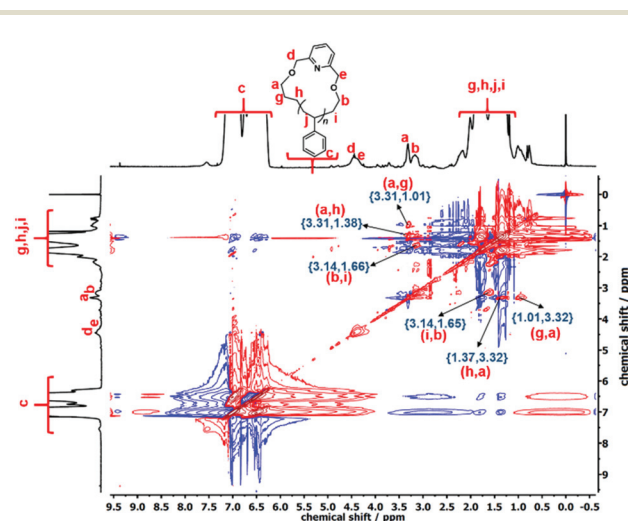 d
N
O
O
e
a
g
h
b
j
n
i
c
c
g,h,j,i
d
e
a
b
(a,g)
{3.31,1.01}
(a,h)
{3.31,1.38}
{3.14,1.66}
(b,i)
{3.14,1.65}
(i,b)
{1.37,3.32}
(h,a)
{1.01,3.32}
(g,a)
g,h,j,i
a b
d e
c
0
1
2
3
4
5
6
7
8
9
chemical shift / ppm
9.5 9.0 8.5 8.0 7.5 7.0 6.5 6.0 5.5 5.0 4.5 4.0 3.5 3.0 2.5 2.0 1.5 1.0 0.5 0.0 -0.5
chemical shift / ppm